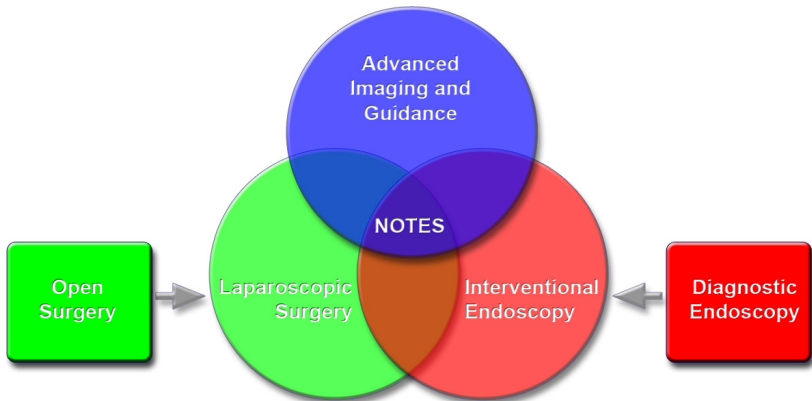 Advanced
Imaging and
Guidance
NOTES
Open
Surgery
Laparoscopic
Surgery
Interventional
Endoscopy
Diagnostic
Endoscopy